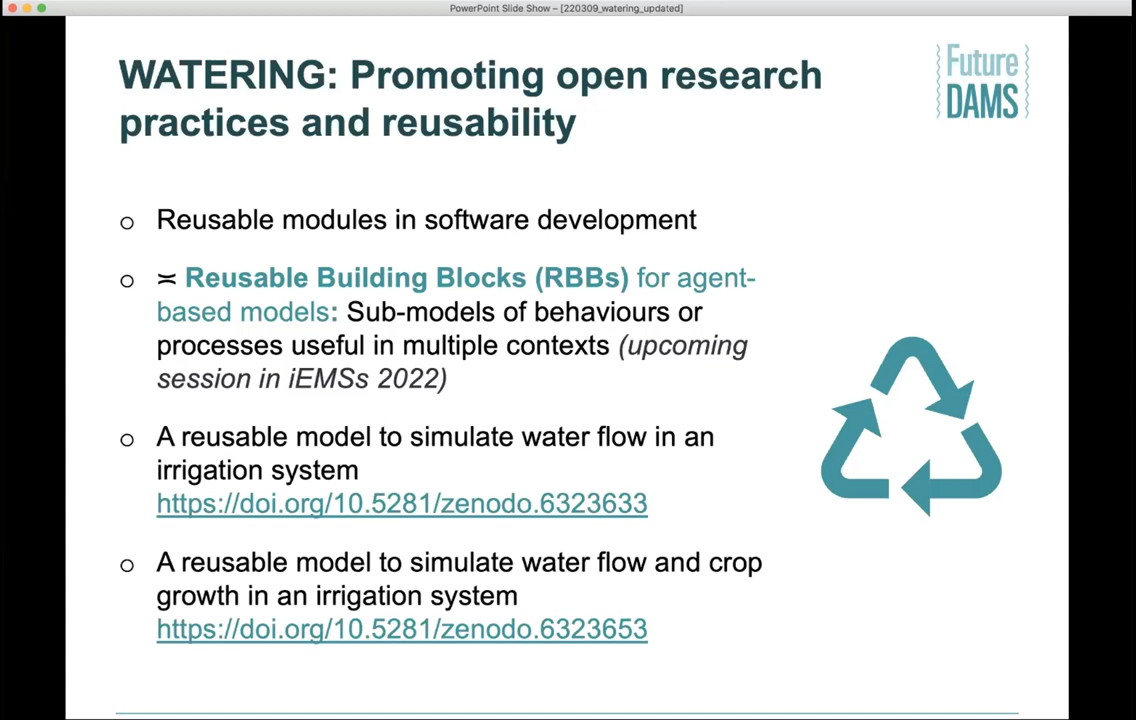 PowerPoint Slide Show – [220309_watering_updated]
WATERING: Promoting open research
practices and reusability
Future
DAMS
o Reusable modules in software development
o ≍ Reusable Building Blocks (RBBs) for agent-
based models: Sub-models of behaviours or
processes useful in multiple contexts (upcoming
session in iEMSs 2022)
o A reusable model to simulate water flow in an
irrigation system
https://doi.org/10.5281/zenodo.6323633
o A reusable model to simulate water flow and crop
growth in an irrigation system
https://doi.org/10.5281/zenodo.6323653